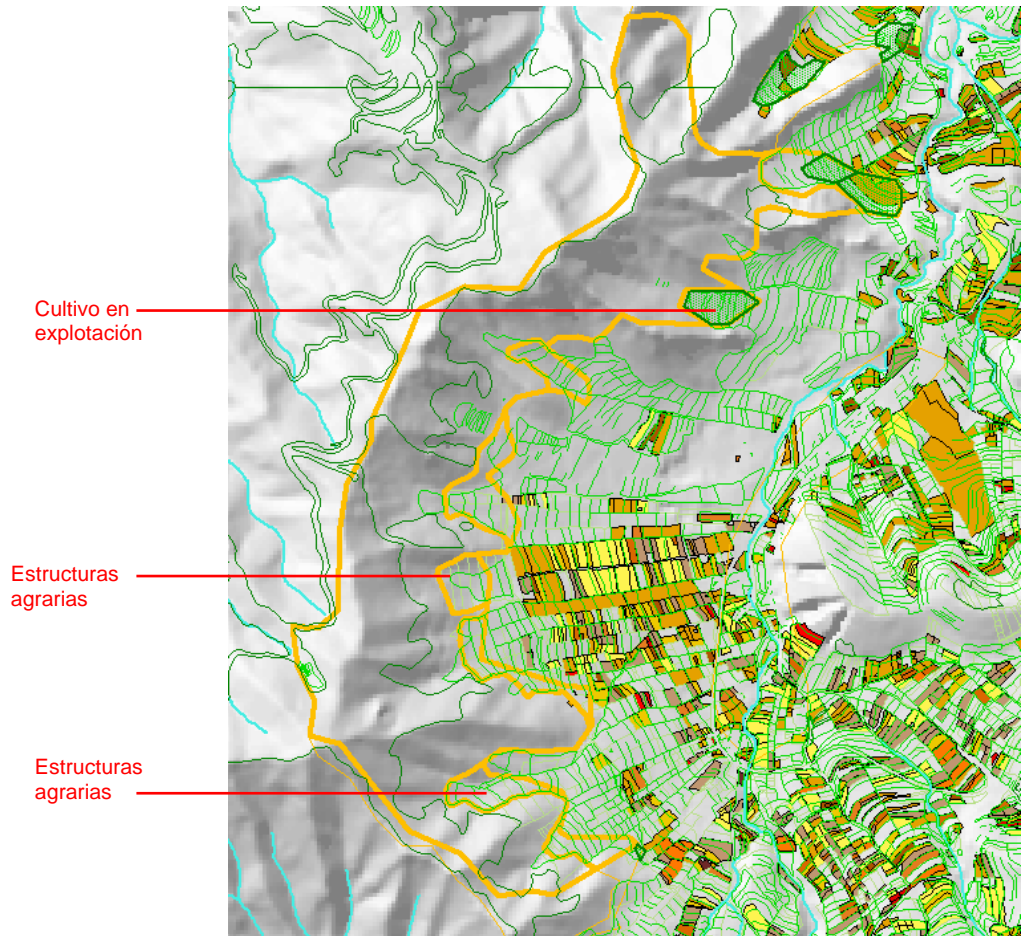 Cultivo en
explotación
Estructuras
agrarias
Estructuras
agrarias